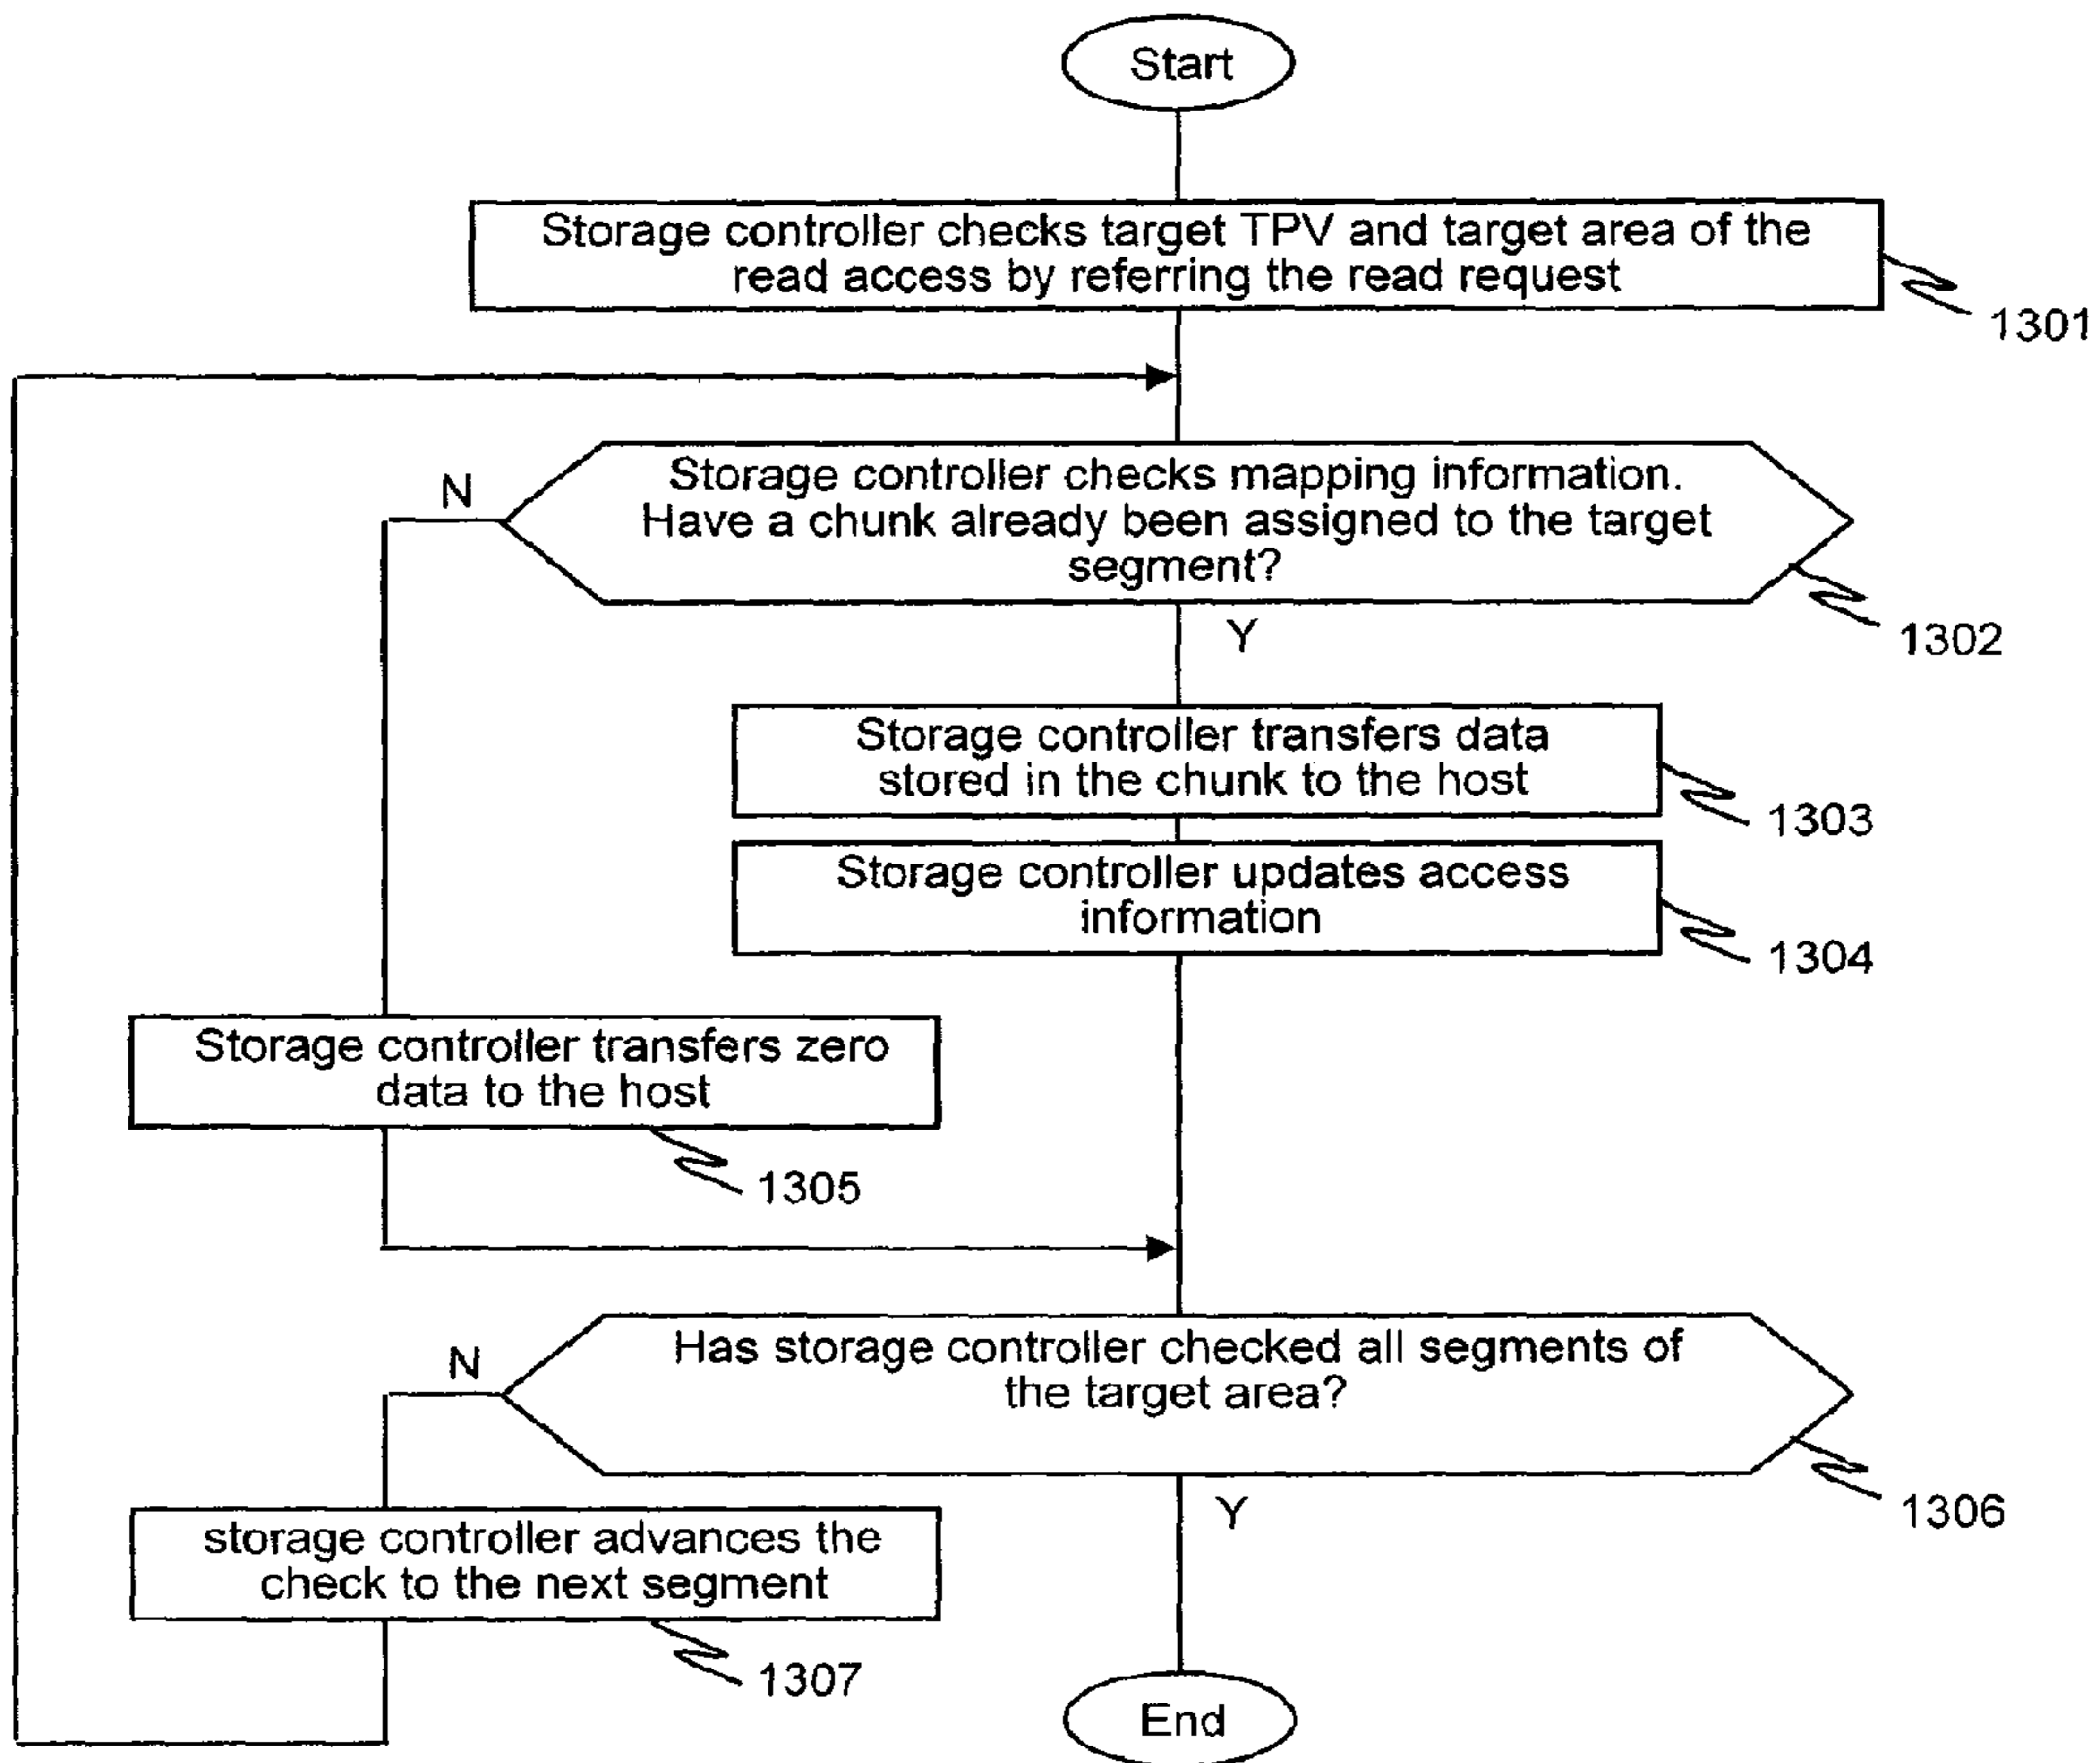 Start
Storage controller checks target TPV and target area of the
read access by referring the read request
1301
N
Storage controller checks mapping information.
Have a chunk already been assigned to the target
segment?
1302
Y
Storage controller transfers data
stored in the chunk to the host
1303
Storage controller updates access
information
1304
Storage controller transfers zero
data to the host
1305
N
Has storage controller checked all segments of
the target area?
1306
Y
storage controller advances the
check to the next segment
1307
End